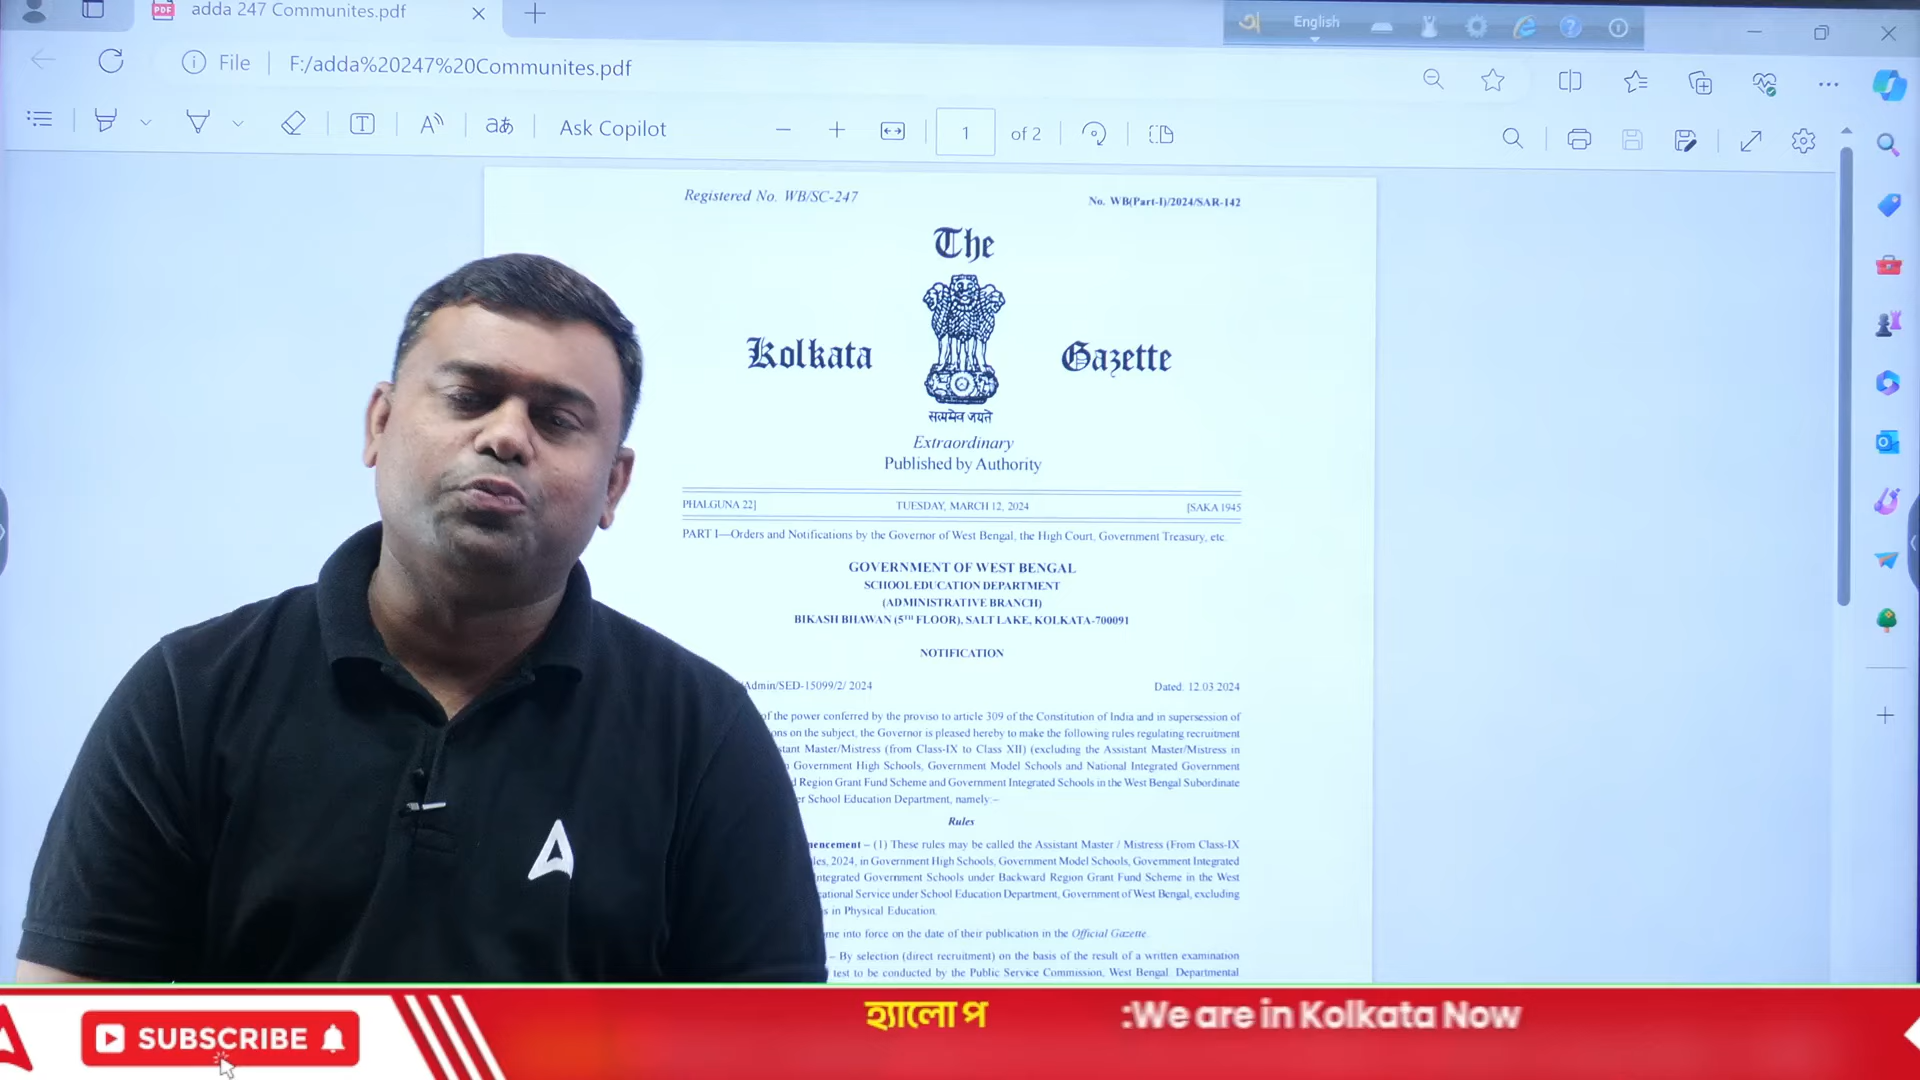 adda 247 Communites.pdf
English
File
F:/adda%20247%20Communites.pdf
Ask Copilot
1 of 2
Registered No. WB/SC-247
No. WB(Part-I)/2024/SAR-142
The
Kolkata Gazette
सत्यमेव जयते
Extraordinary
Published by Authority
PHALGUNA 22] TUESDAY, MARCH 12, 2024 [SAKA 1945
PART I—Orders and Notifications by the Governor of West Bengal, the High Court, Government Treasury, etc.
GOVERNMENT OF WEST BENGAL
SCHOOL EDUCATION DEPARTMENT
(ADMINISTRATIVE BRANCH)
BIKASH BHAWAN (5TH FLOOR), SALT LAKE, KOLKATA-700091
NOTIFICATION
Admin/SED-15099/2/ 2024 Dated: 12.03.2024
of the power conferred by the proviso to article 309 of the Constitution of India and in supersession of
on the subject, the Governor is pleased hereby to make the following rules regulating recruitment
Master/Mistress (from Class-IX to Class XII) (excluding the Assistant Master/Mistress in
Government High Schools, Government Model Schools and National Integrated Government
Region Grant Fund Scheme and Government Integrated Schools in the West Bengal Subordinate
School Education Department, namely:–
Rules
– (1) These rules may be called the Assistant Master / Mistress (From Class-IX
2024, in Government High Schools, Government Model Schools, Government Integrated
Integrated Government Schools under Backward Region Grant Fund Scheme in the West
Service under School Education Department, Government of West Bengal, excluding
in Physical Education.
into force on the date of their publication in the Official Gazette.
– By selection (direct recruitment) on the basis of the result of a written examination
test to be conducted by the Public Service Commission, West Bengal. Departmental
SUBSCRIBE
হ্যালো প :We are in Kolkata Now